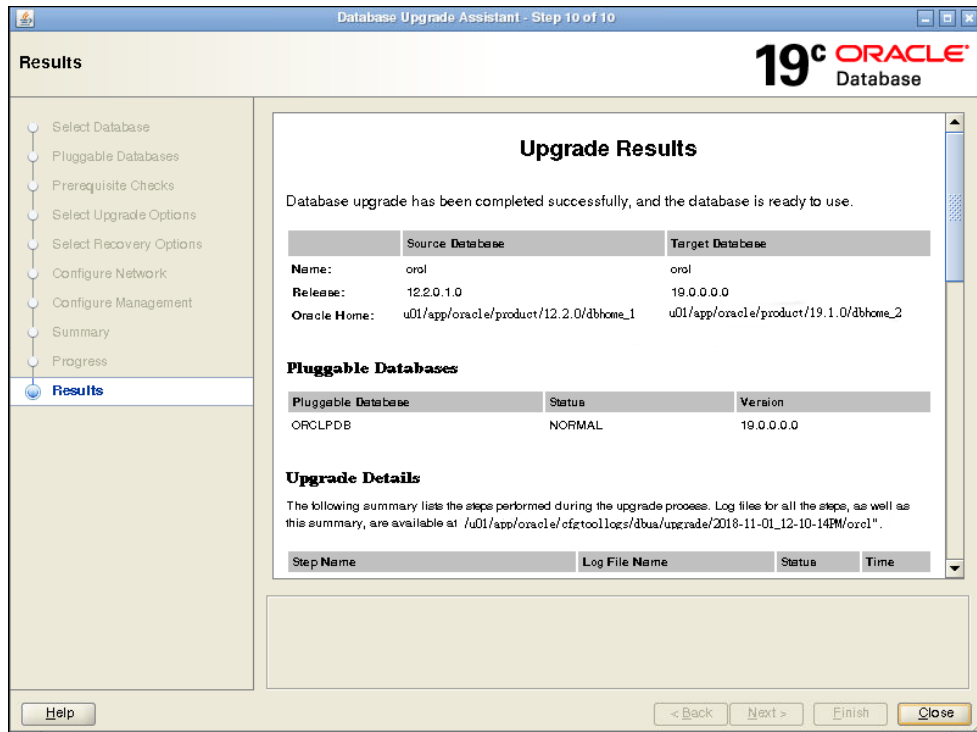 Database Upgrade Assistant - Step 10 of 10
Results
19c ORACLE
Database
Select Database
Pluggable Databases
Prerequisite Checks
Select Upgrade Options
Select Recovery Options
Configure Network
Configure Management
Summary
Progress
Results
Upgrade Results
Database upgrade has been completed successfully, and the database is ready to use.
Source Database Target Database
Name: orcl orcl
Release: 12.2.0.1.0 19.0.0.0.0
Oracle Home: u01/app/oracle/product/12.2.0/dbhome_1 u01/app/oracle/product/19.1.0/dbhome_2
Pluggable Databases
Pluggable Database Status Version
ORCLPDB NORMAL 19.0.0.0.0
Upgrade Details
The following summary lists the steps performed during the upgrade process. Log files for all the steps, as well as
this summary, are available at /u01/app/oracle/cfgtoollogs/dbua/upgrade/2018-11-01_12-10-14PM/orcl".
Step Name Log File Name Status Time
Help < Back Next > Finish Close